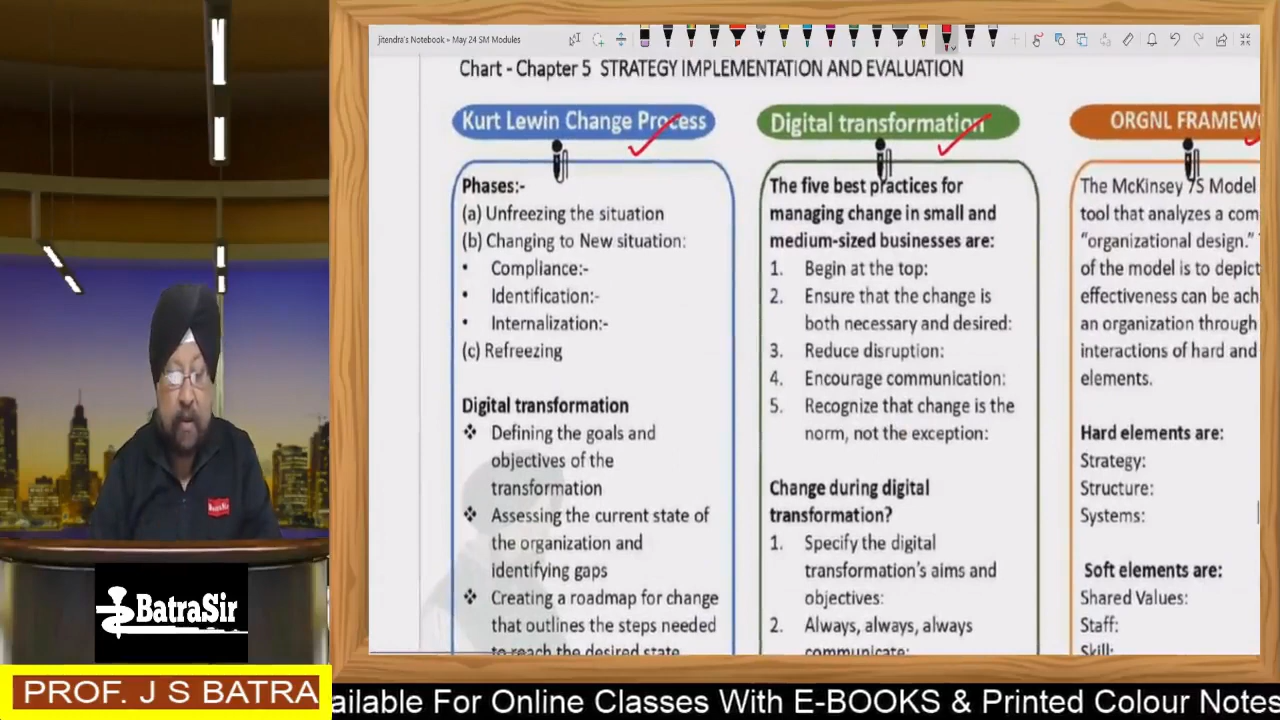 jitendra's Notebook » May 24 SM Modules
Chart - Chapter 5 STRATEGY IMPLEMENTATION AND EVALUATION
Kurt Lewin Change Process
Phases:-
(a) Unfreezing the situation
(b) Changing to New situation:
• Compliance:-
• Identification:-
• Internalization:-
(c) Refreezing
Digital transformation
❖ Defining the goals and
objectives of the
transformation
❖ Assessing the current state of
the organization and
identifying gaps
❖ Creating a roadmap for change
that outlines the steps needed
to reach the desired state
Digital transformation
The five best practices for
managing change in small and
medium-sized businesses are:
1. Begin at the top:
2. Ensure that the change is
both necessary and desired:
3. Reduce disruption:
4. Encourage communication:
5. Recognize that change is the
norm, not the exception:
Change during digital
transformation?
1. Specify the digital
transformation's aims and
objectives:
2. Always, always, always
communicate:
ORGNL FRAMEW
The McKinsey 7S Model
tool that analyzes a com
"organizational design."
of the model is to depict
effectiveness can be ach
an organization through
interactions of hard and
elements.
Hard elements are:
Strategy:
Structure:
Systems:
Soft elements are:
Shared Values:
Staff:
Skill:
BatraSir
PROF. J S BATRA
ailable For Online Classes With E-BOOKS & Printed Colour Notes